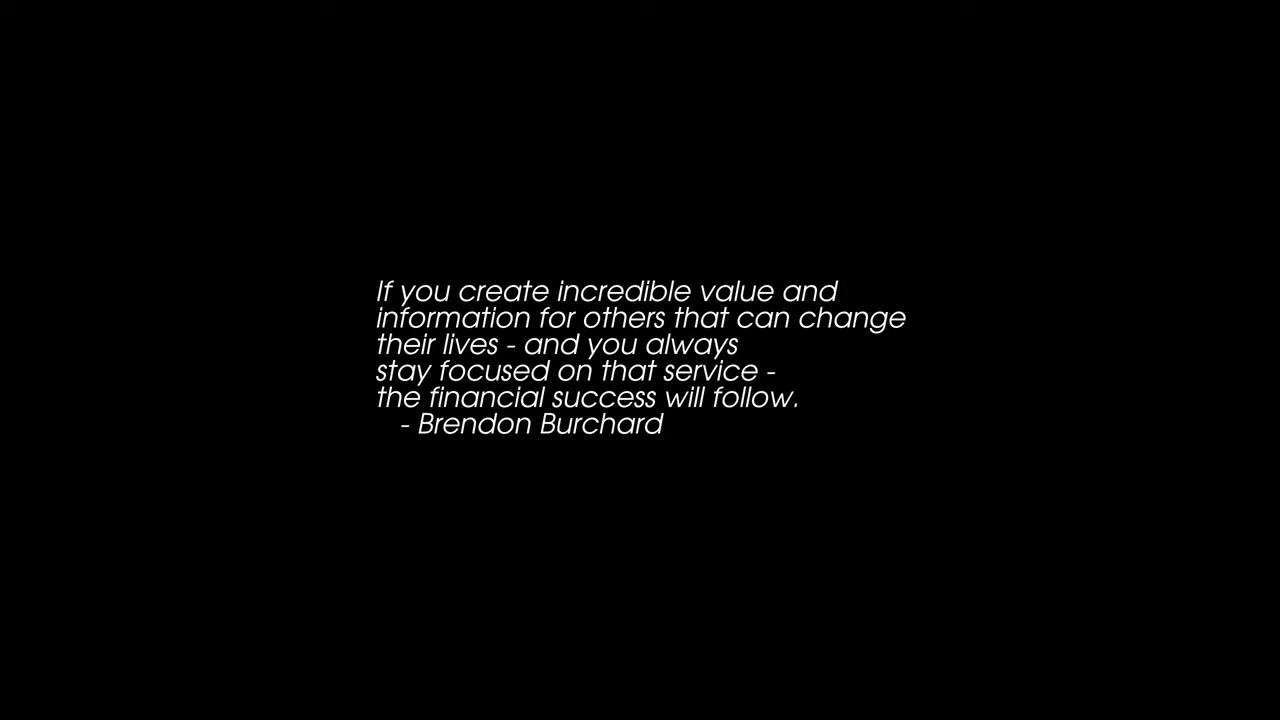 If you create incredible value and
information for others that can change
their lives - and you always
stay focused on that service -
the financial success will follow.
- Brendon Burchard